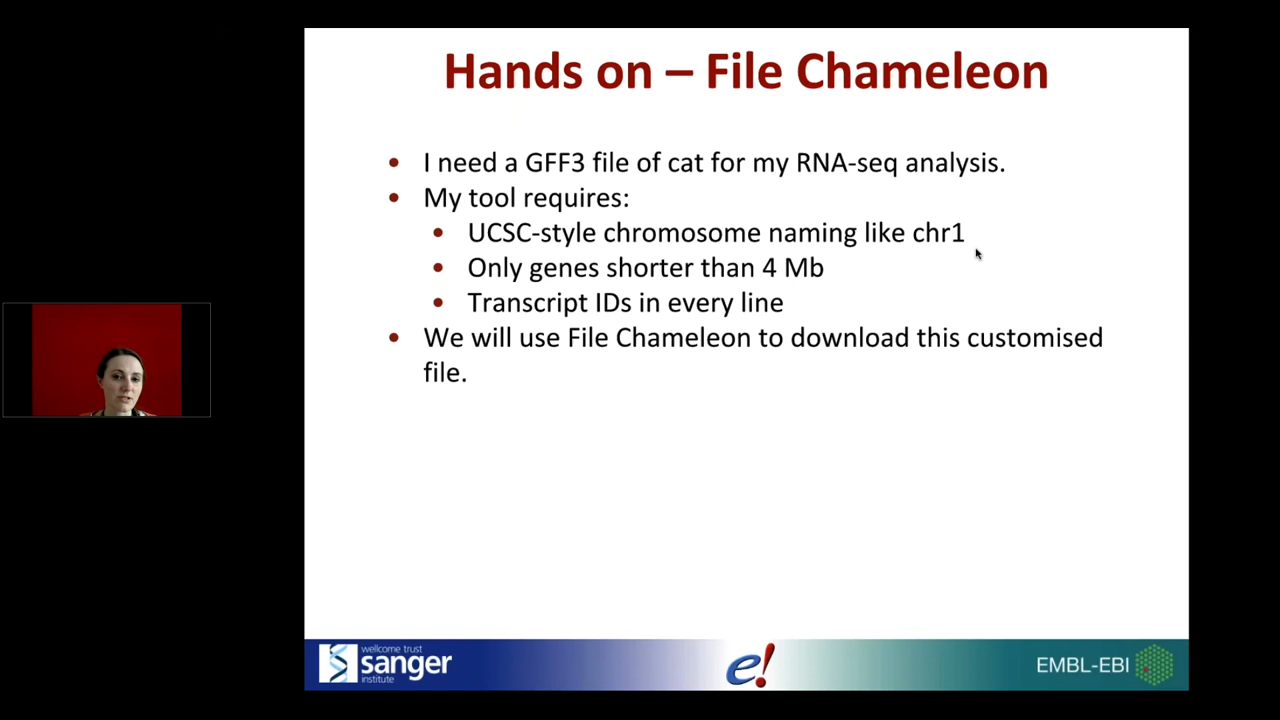 Hands on – File Chameleon
• I need a GFF3 file of cat for my RNA-seq analysis.
• My tool requires:
• UCSC-style chromosome naming like chr1
• Only genes shorter than 4 Mb
• Transcript IDs in every line
• We will use File Chameleon to download this customised
file.
wellcome trust
sanger
institute
e!
EMBL-EBI